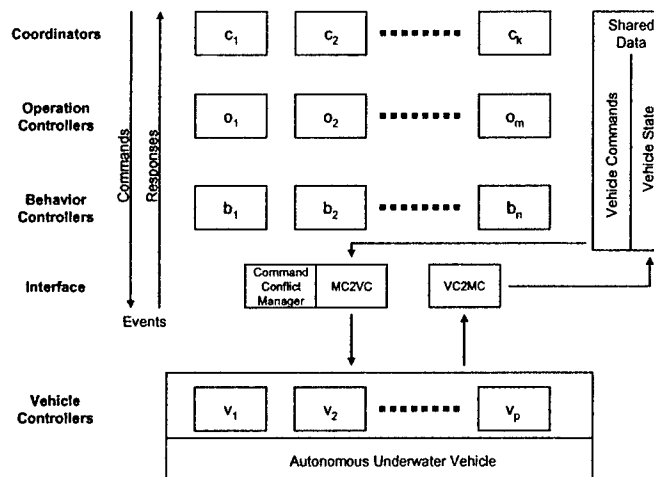 Coordinators
c1 c2 ck
Shared
Data
Operation
Controllers
o1 o2 om
Commands
Responses
Vehicle Commands
Vehicle State
Behavior
Controllers
b1 b2 bn
Interface
Command
Conflict
Manager
MC2VC
VC2MC
Events
Vehicle
Controllers
v1 v2 vp
Autonomous Underwater Vehicle